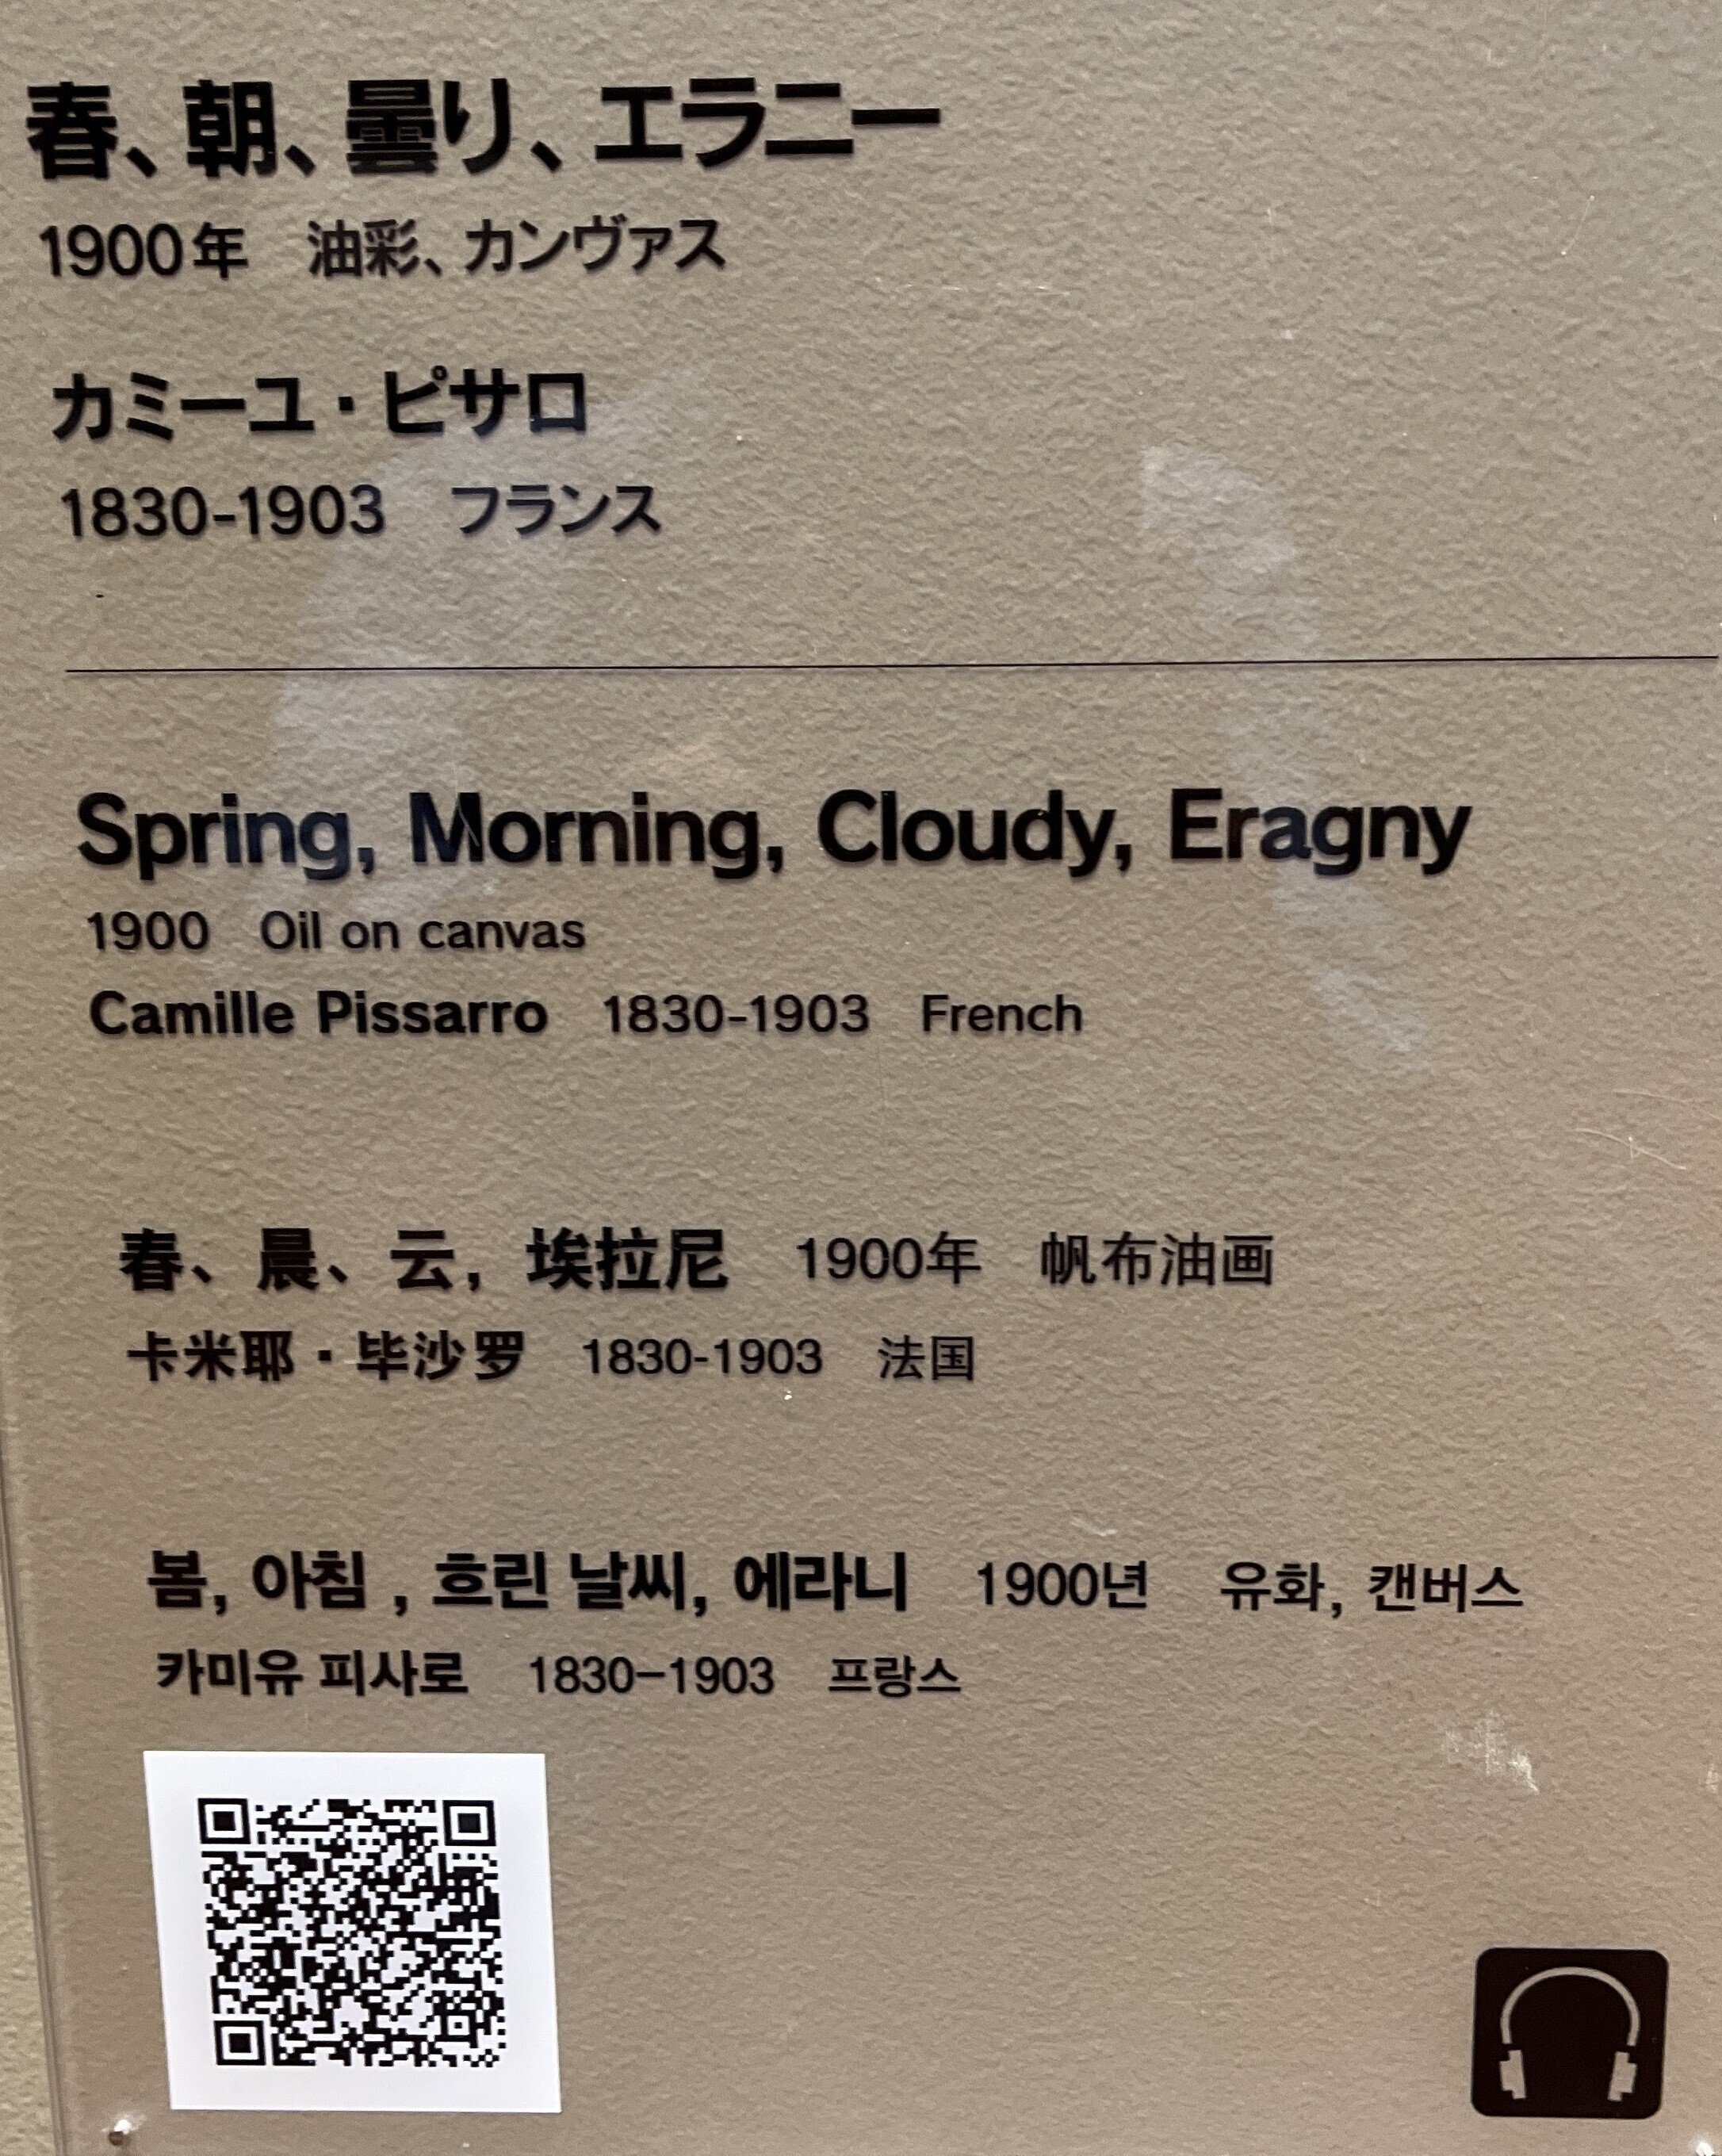 春、朝、曇り、エラニー
1900年　油彩、カンヴァス
カミーユ・ピサロ
1830-1903　フランス
Spring, Morning, Cloudy, Eragny
1900　Oil on canvas
Camille Pissarro　1830-1903　French
春、晨、云，埃拉尼　1900年　帆布油画
卡米耶・毕沙罗　1830-1903　法国
봄, 아침 , 흐린 날씨, 에라니　1900년　유화, 캔버스
카미유 피사로　1830−1903　프랑스